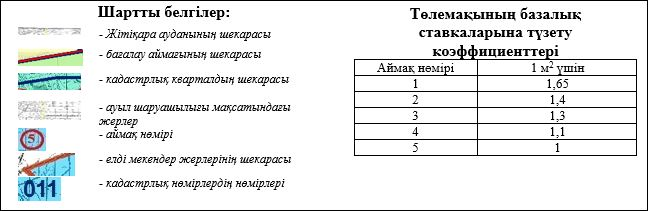 Шартты белгілер:
- Жітіқара ауданының шекарасы
- бағалау аймағының шекарасы
- кадастрлық кварталдың шекарасы
- ауыл шаруашылығы мақсатындағы
жерлер
5 - аймақ нөмірі
- елді мекендер жерлерінің шекарасы
011 - кадастрлық нөмірлердің нөмірлері
Төлемақының базалық
ставкаларына түзету
коэффициенттері
Аймақ нөмірі 1 м² үшін
1 1,65
2 1,4
3 1,3
4 1,1
5 1